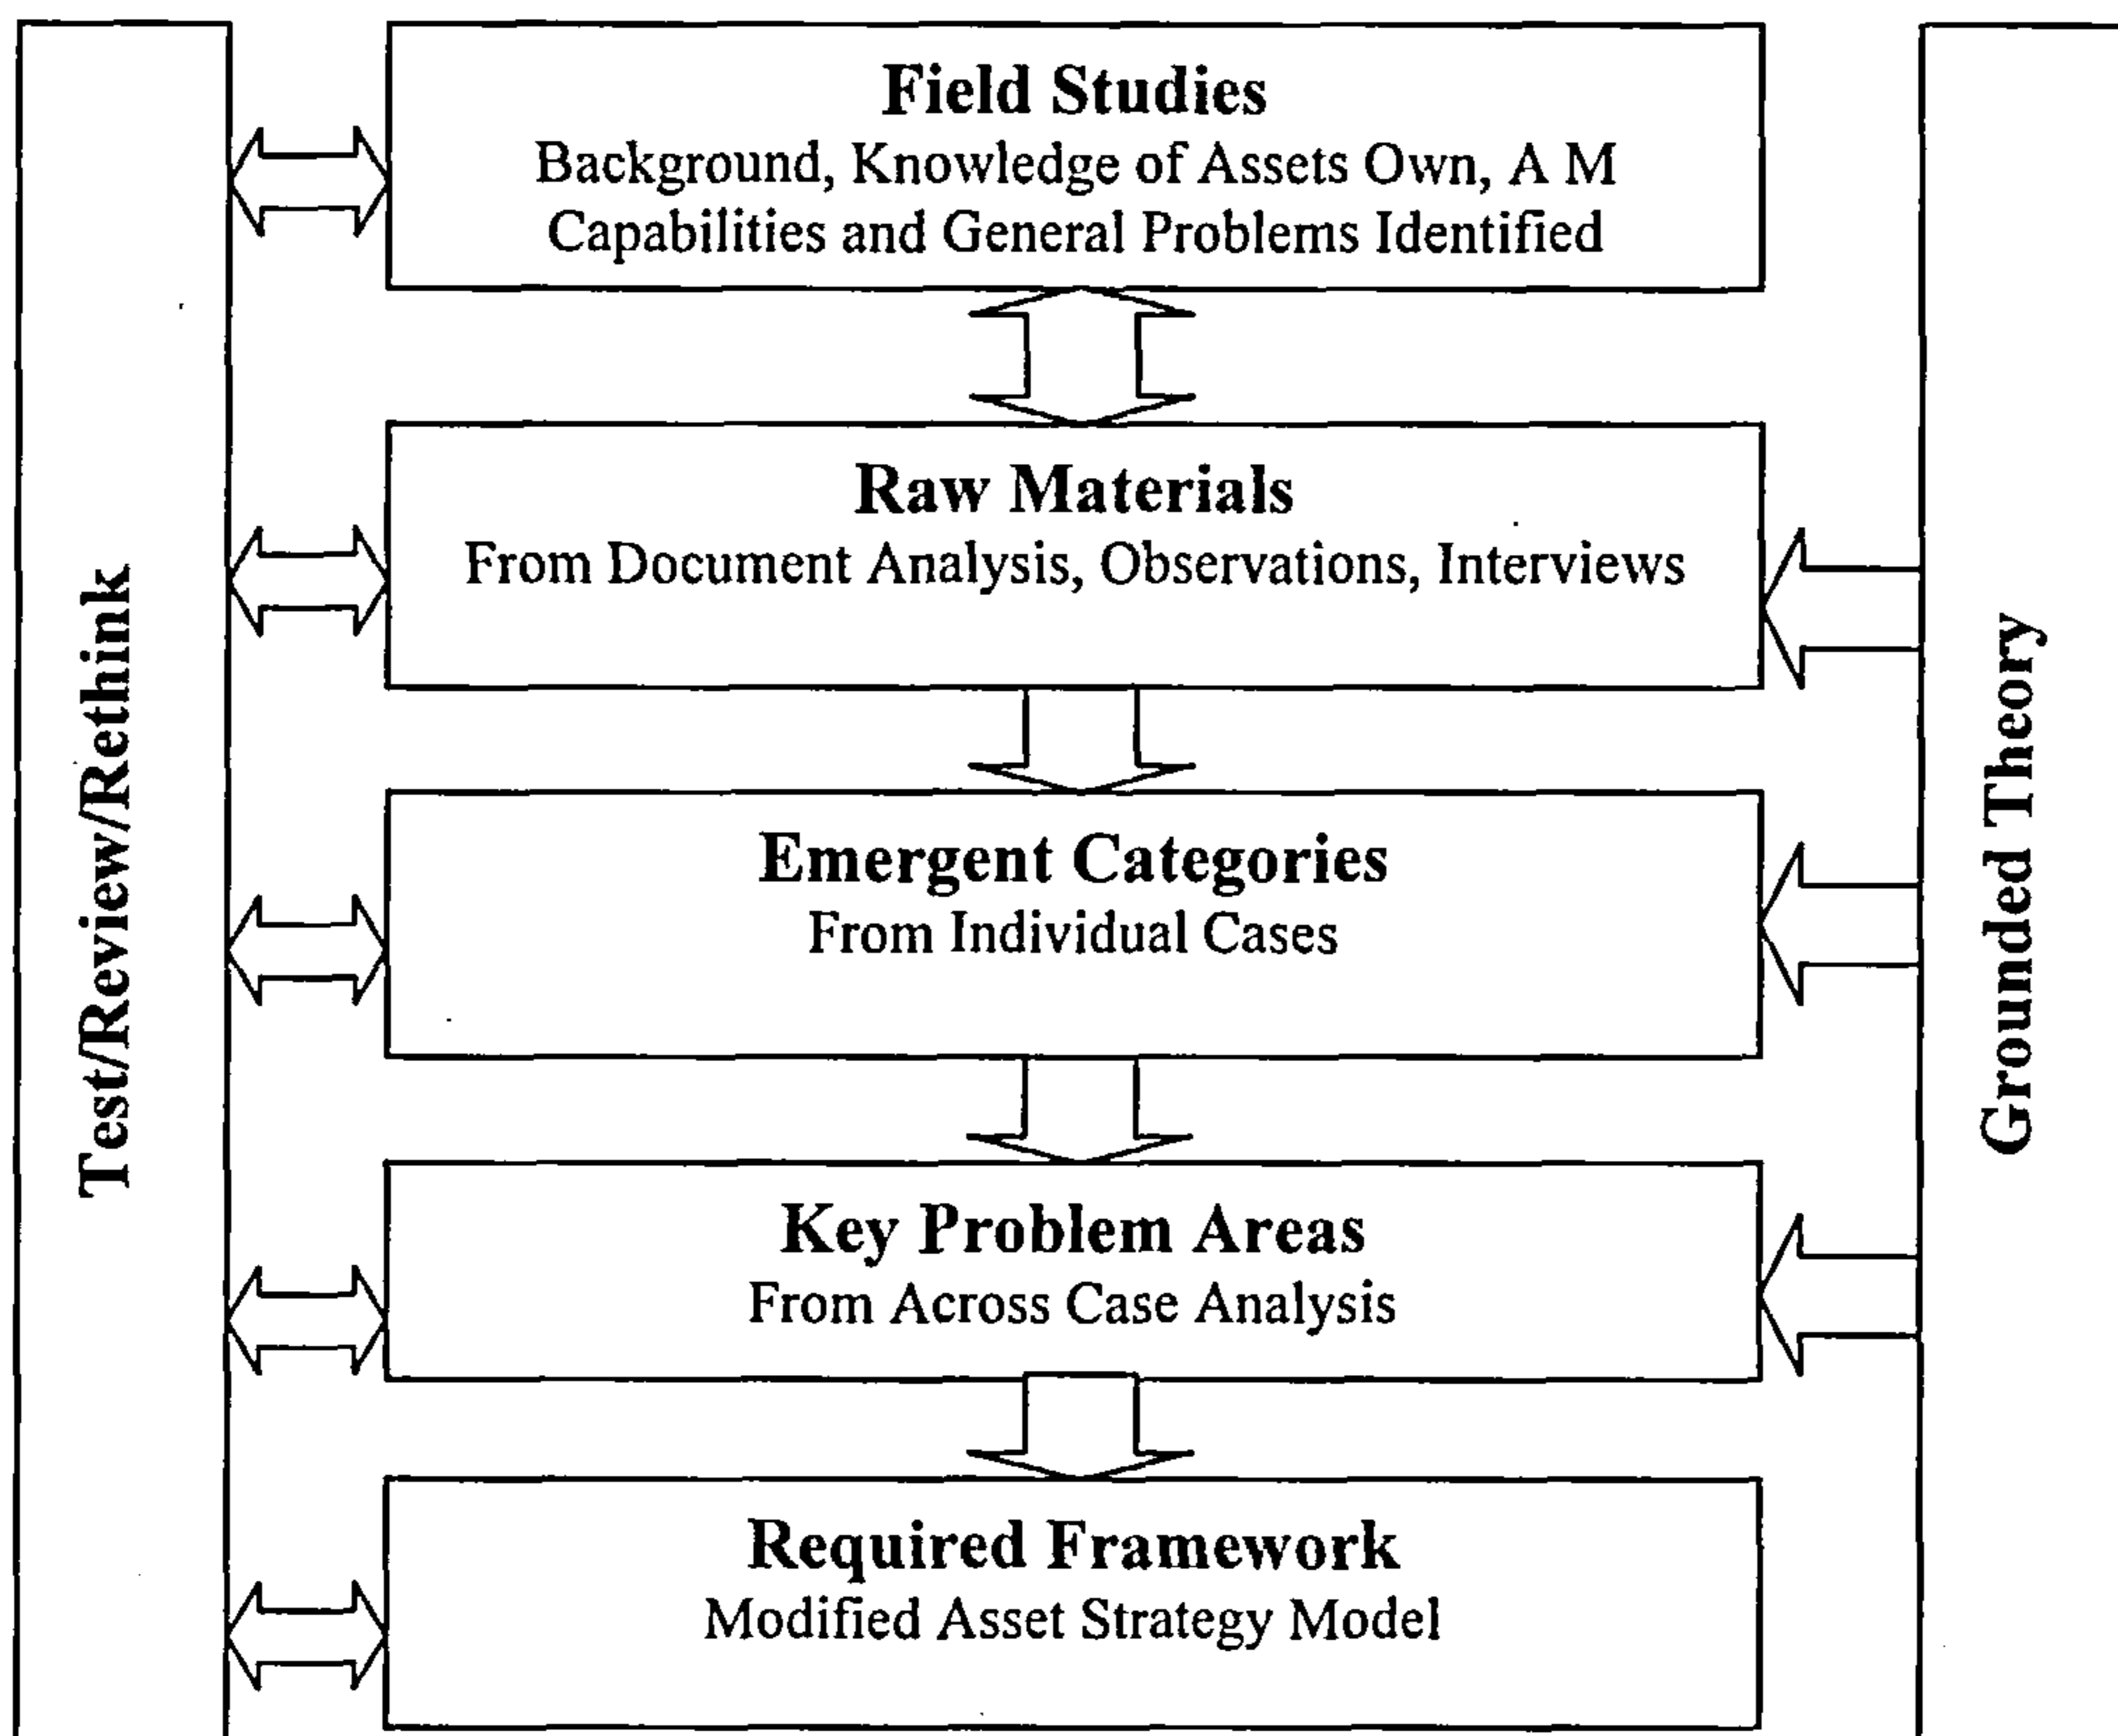 Field Studies
Background, Knowledge of Assets Own, A M
Capabilities and General Problems Identified
Raw Materials
From Document Analysis, Observations, Interviews
Emergent Categories
From Individual Cases
Key Problem Areas
From Across Case Analysis
Required Framework
Modified Asset Strategy Model
Test/Review/Rethink
Grounded Theory